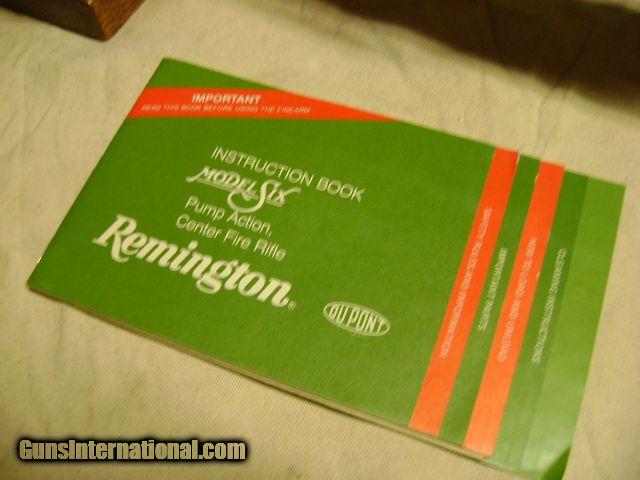 IMPORTANT
READ THIS BOOK BEFORE USING THE FIREARM
INSTRUCTION BOOK
MODEL SIX
Pump Action,
Center Fire Rifle
Remington®
DU PONT
SAFETY RULES AND INFORMATION
IMPORTANT PARTS
HOW TO LOAD AND UNLOAD
CLEANING INSTRUCTIONS
GunsInternational.com